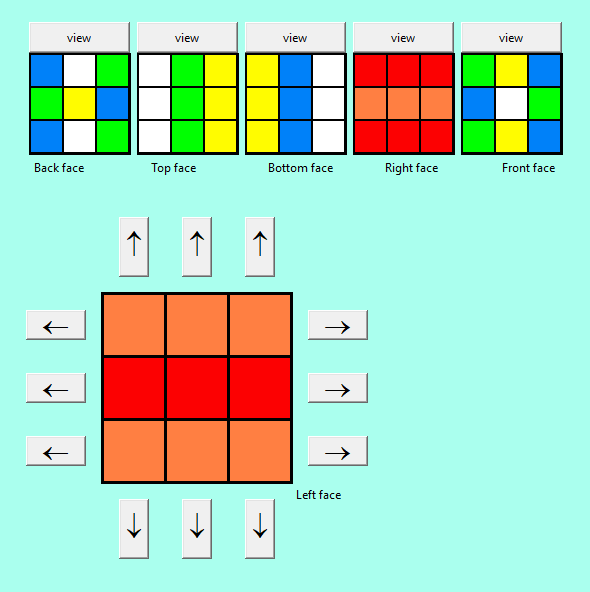 view view view view view
Back face Top face Bottom face Right face Front face
↑ ↑ ↑
← →
← →
← →
Left face
↓ ↓ ↓